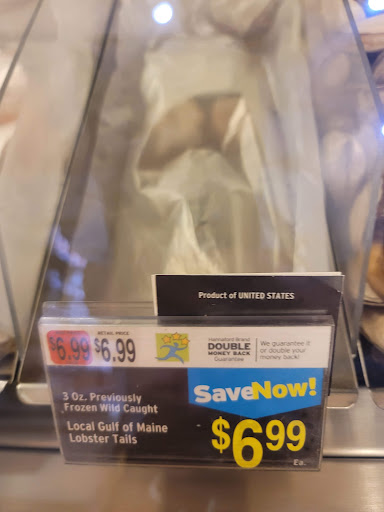 Product of UNITED STATES
RETAIL PRICE
$6.99 $6.99
Hannaford Brand
DOUBLE
MONEY BACK
Guarantee
We guarantee it
or double your
money back!
3 Oz. Previously
Frozen Wild Caught
Local Gulf of Maine
Lobster Tails
SaveNow!
$6.99
Ea.